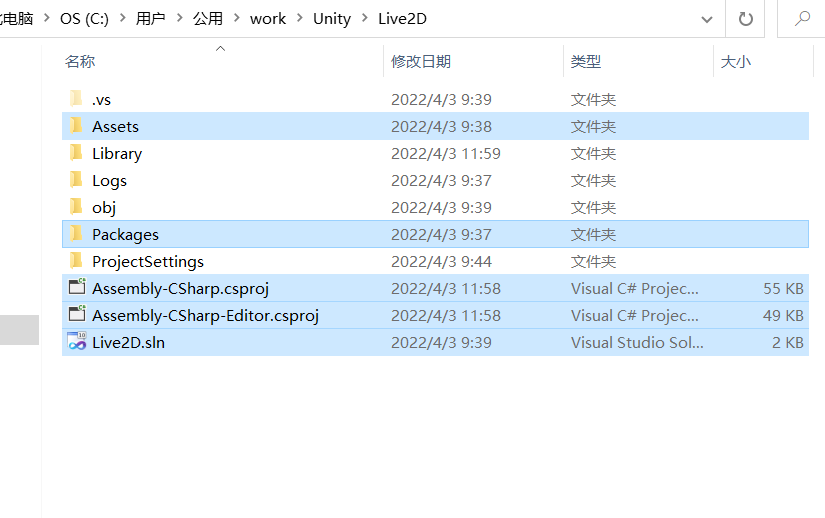 电脑 > OS (C:) > 用户 > 公用 > work > Unity > Live2D
名称 修改日期 类型 大小
.vs 2022/4/3 9:39 文件夹
Assets 2022/4/3 9:38 文件夹
Library 2022/4/3 11:59 文件夹
Logs 2022/4/3 9:37 文件夹
obj 2022/4/3 9:39 文件夹
Packages 2022/4/3 9:37 文件夹
ProjectSettings 2022/4/3 9:44 文件夹
Assembly-CSharp.csproj 2022/4/3 11:58 Visual C# Projec... 55 KB
Assembly-CSharp-Editor.csproj 2022/4/3 11:58 Visual C# Projec... 49 KB
Live2D.sln 2022/4/3 9:39 Visual Studio Sol... 2 KB